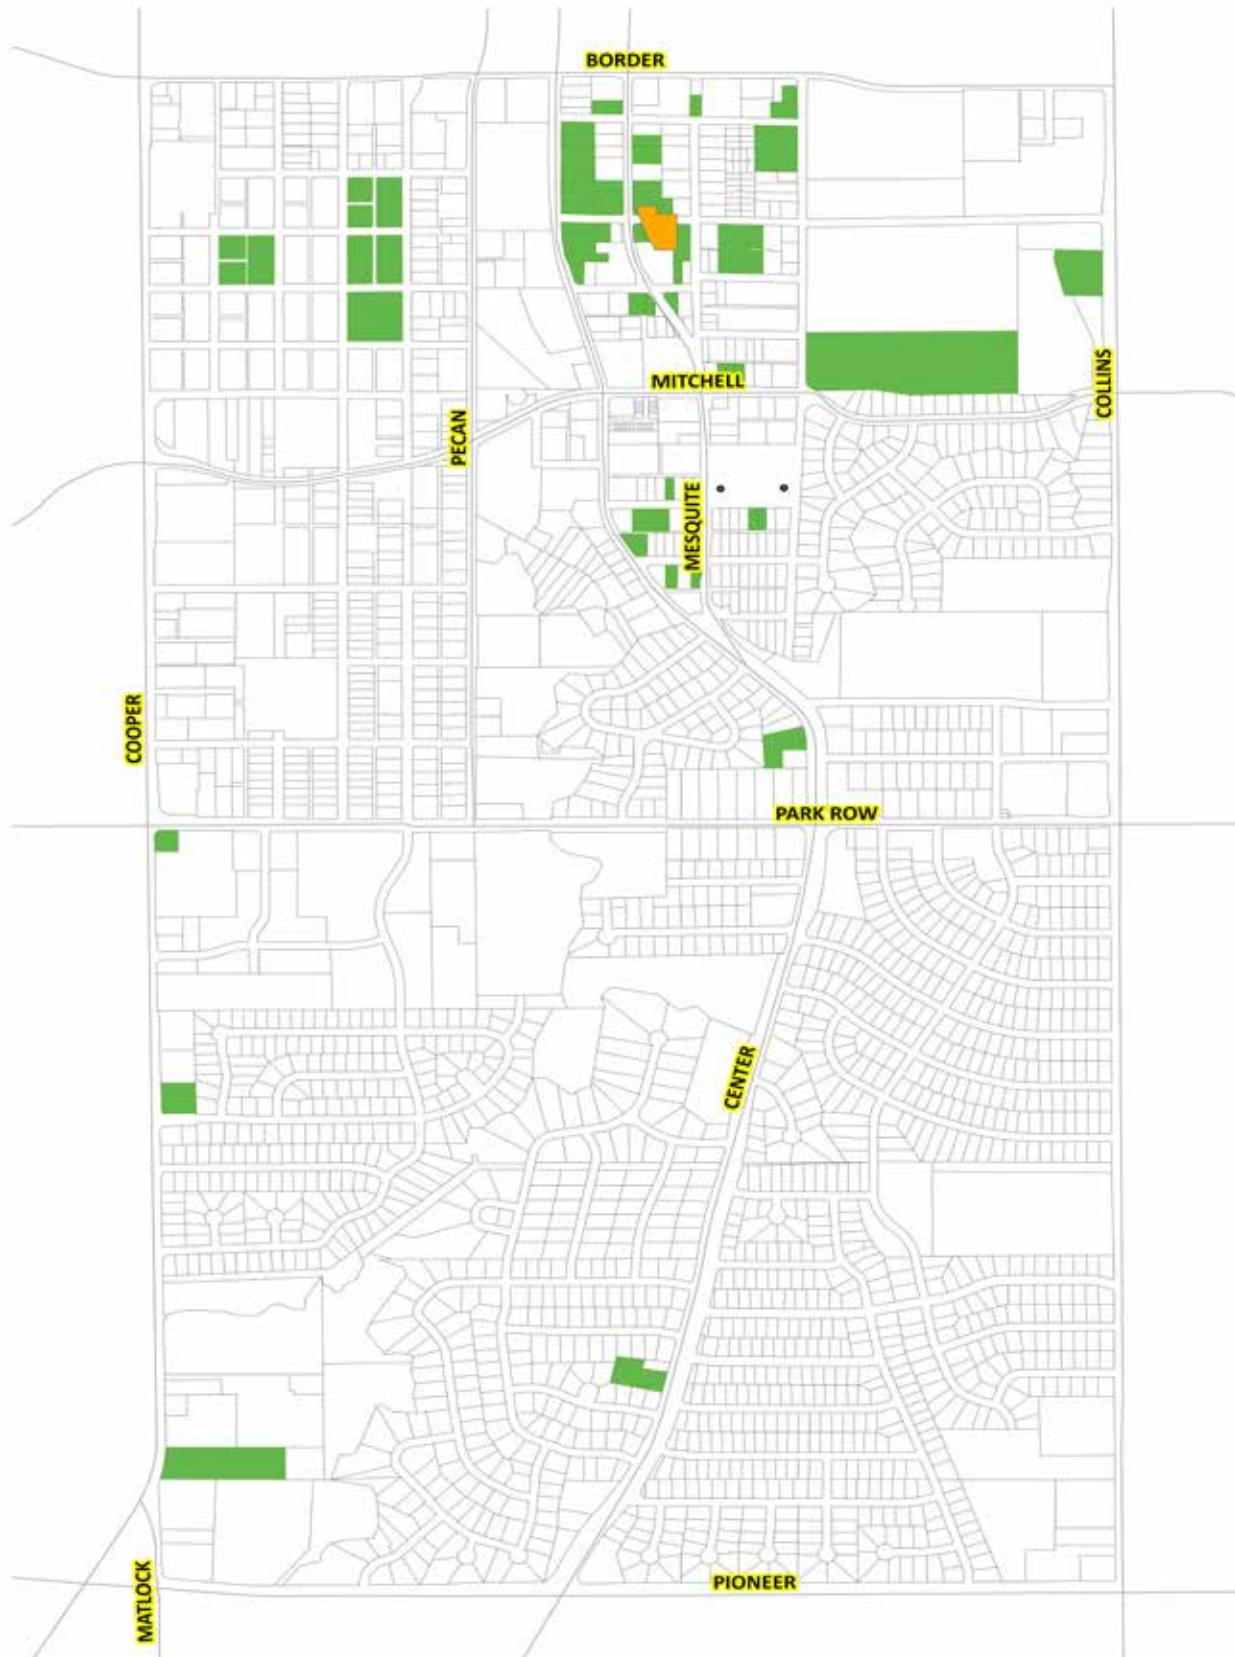 BORDER
MITCHELL
COLLINS
PECAN
MESQUITE
COOPER
PARK ROW
CENTER
PIONEER
MATLOCK